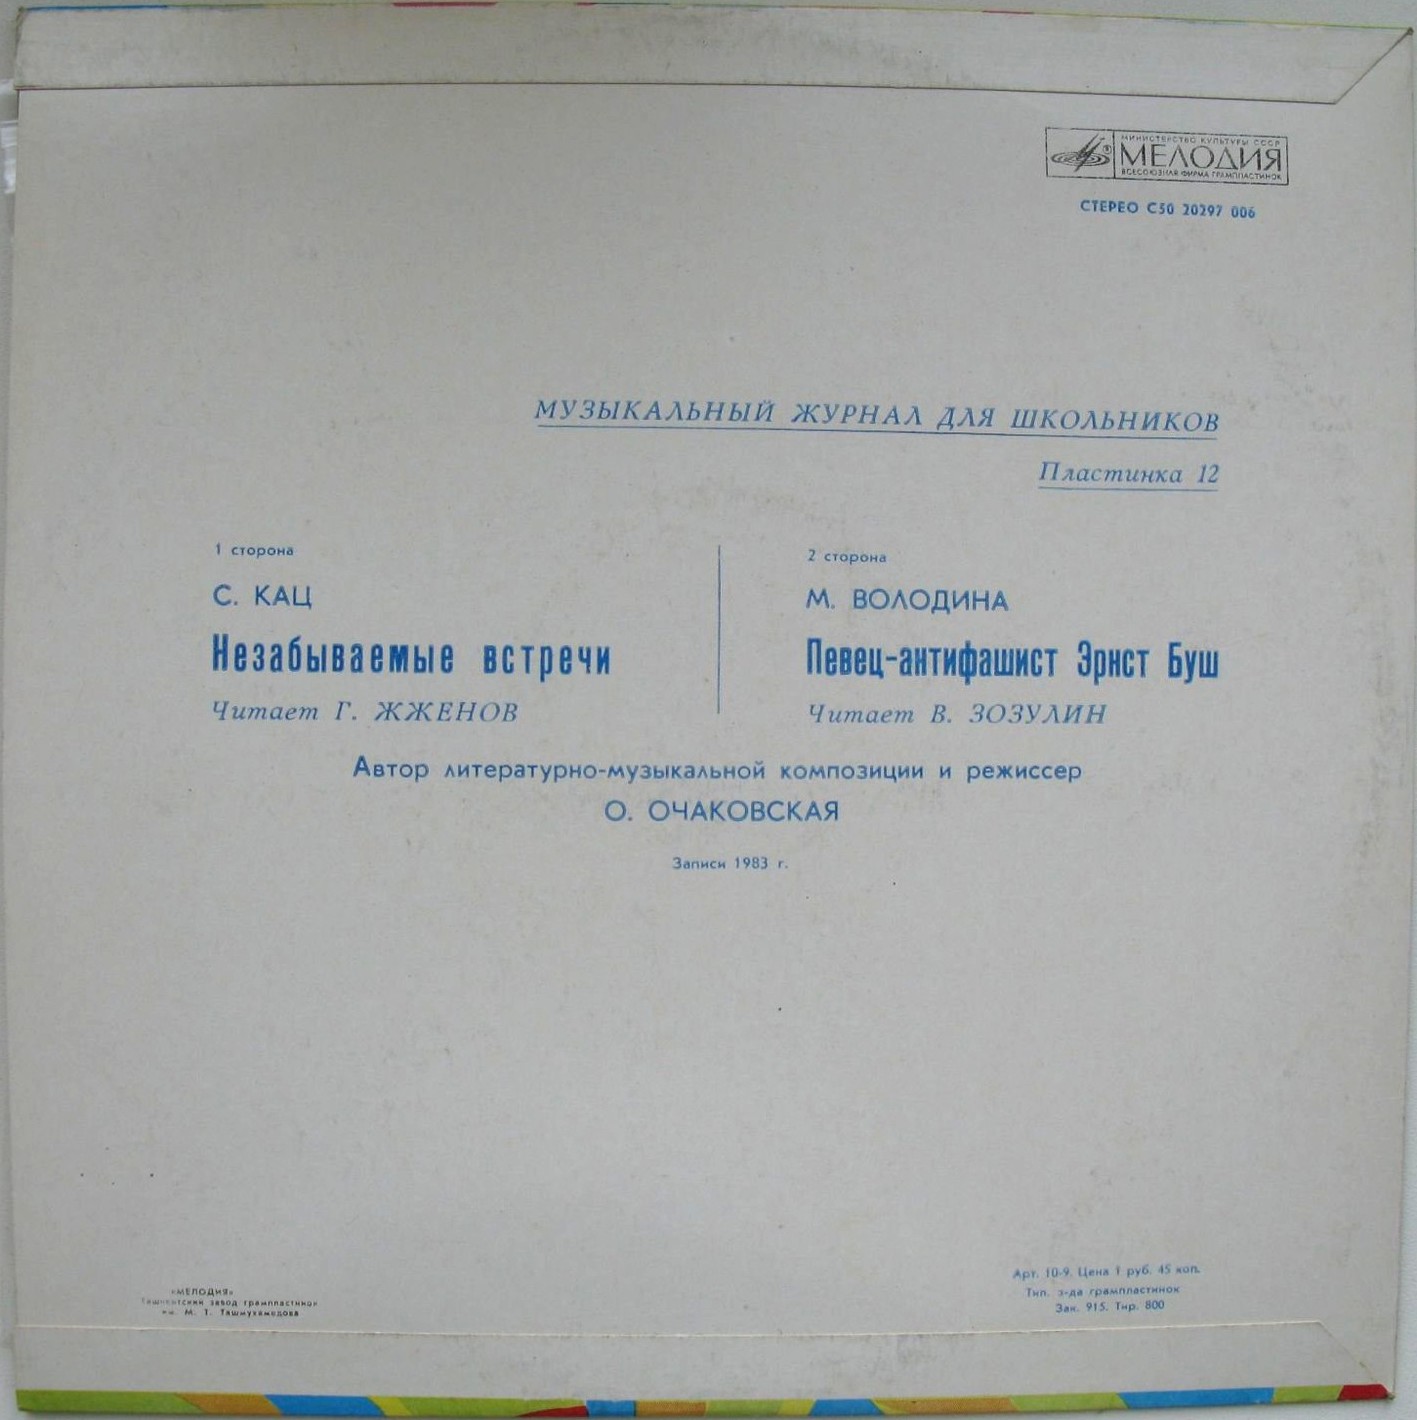 МИНИСТЕРСТВО КУЛЬТУРЫ СССР
МЕЛОДИЯ
ВСЕСОЮЗНАЯ ФИРМА ГРАМПЛАСТИНОК
СТЕРЕО С50 20297 006
МУЗЫКАЛЬНЫЙ ЖУРНАЛ ДЛЯ ШКОЛЬНИКОВ
Пластинка 12
1 сторона
С. КАЦ
Незабываемые встречи
Читает Г. ЖЖЕНОВ
2 сторона
М. ВОЛОДИНА
Певец-антифашист Эрнст Буш
Читает В. ЗОЗУЛИН
Автор литературно-музыкальной композиции и режиссер
О. ОЧАКОВСКАЯ
Записи 1983 г.
«МЕЛОДИЯ»
Ташкентский завод грампластинок
им. М. Т. Ташмухамедова
Арт. 10-9. Цена 1 руб. 45 коп.
Тип. з-да грампластинок
Зак. 915. Тир. 800